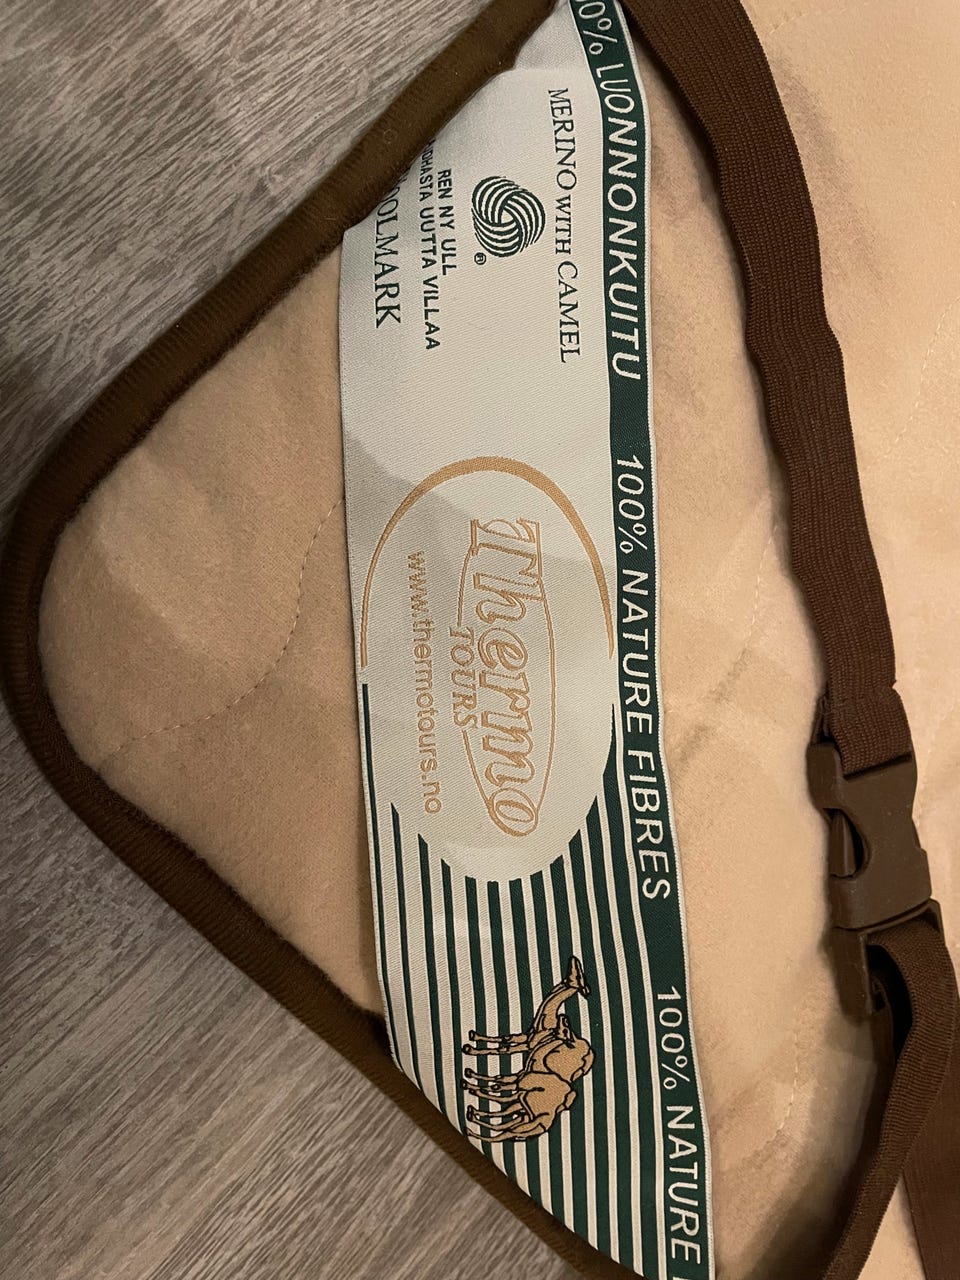 LUONNONKUITU 100% NATURE FIBRES 100% NATURE
MERINO WITH CAMEL
REN NY ULL
UUTTA VILLAA
Thermo
TOURS
www.thermotours.no